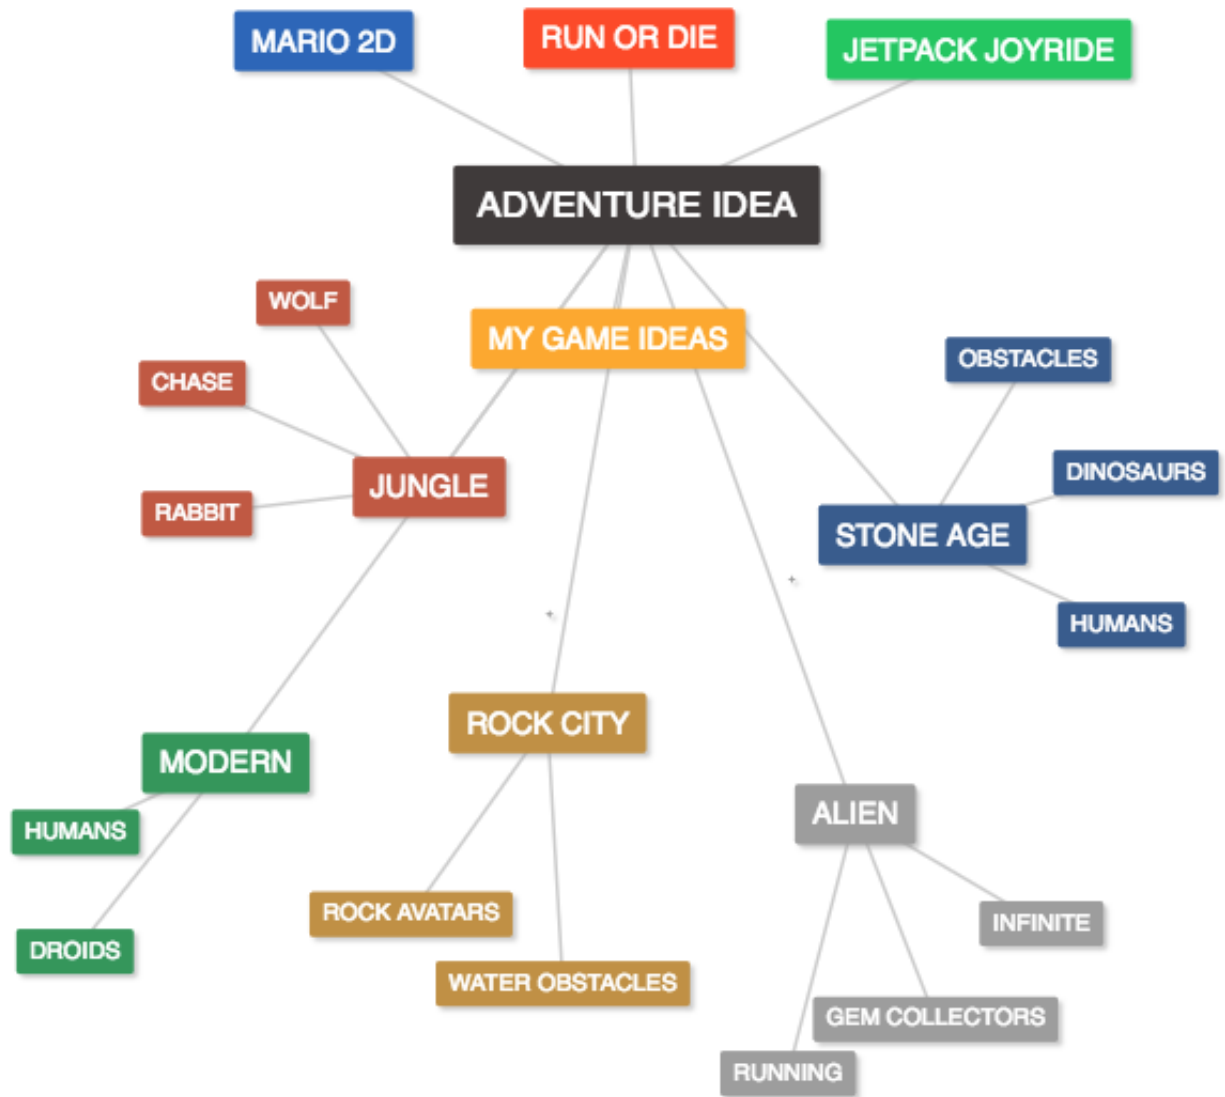 MARIO 2D
RUN OR DIE
JETPACK JOYRIDE
ADVENTURE IDEA
WOLF
MY GAME IDEAS
OBSTACLES
CHASE
DINOSAURS
JUNGLE
RABBIT
STONE AGE
HUMANS
ROCK CITY
MODERN
ALIEN
HUMANS
ROCK AVATARS
INFINITE
DROIDS
WATER OBSTACLES
GEM COLLECTORS
RUNNING